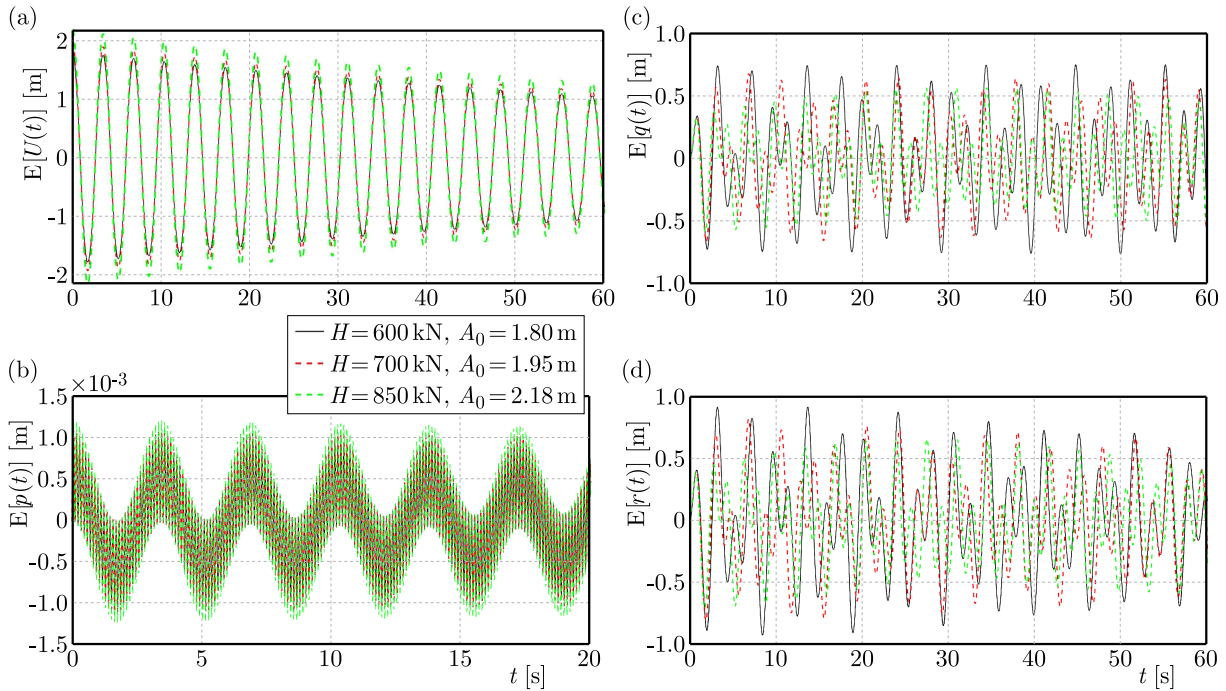 (a)
E[U(t)] [m]
2
1
0
-1
-2
0 10 20 30 40 50 60
(c)
E[q(t)] [m]
1.0
0.5
0
-0.5
-1.0
0 10 20 30 40 50 60
H=600 kN, A₀=1.80 m
H=700 kN, A₀=1.95 m
H=850 kN, A₀=2.18 m
(b)
×10⁻³
E[p(t)] [m]
1.5
1.0
0.5
0
-0.5
-1.0
-1.5
0 5 10 15 20
t [s]
(d)
E[r(t)] [m]
1.0
0.5
0
-0.5
-1.0
0 10 20 30 40 50 60
t [s]